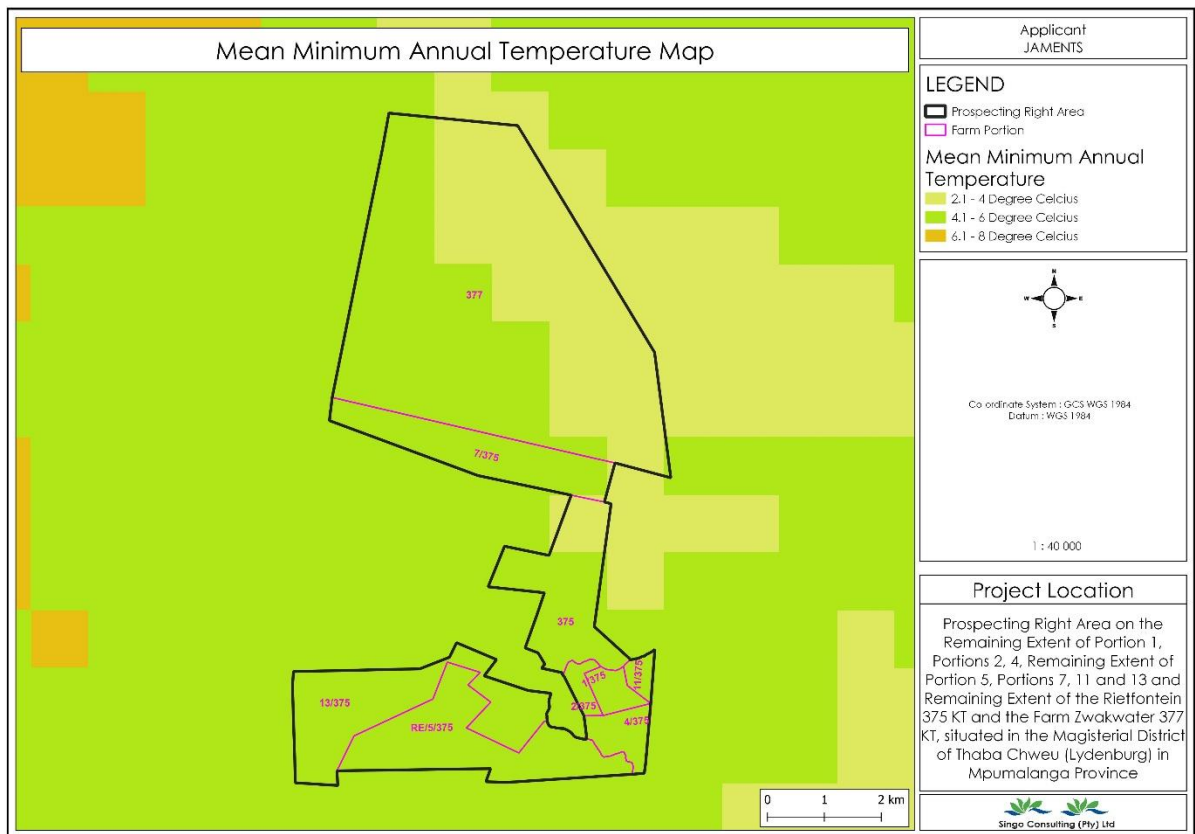 Mean Minimum Annual Temperature Map
377
7/375
375
13/375
RE/5/375
1/375
11/375
2/375
4/375
0 1 2 km
Applicant
JAMENTS
LEGEND
Prospecting Right Area
Farm Portion
Mean Minimum Annual
Temperature
2.1 - 4 Degree Celcius
4.1 - 6 Degree Celcius
6.1 - 8 Degree Celcius
N
W E
S
Co ordinate System : GCS WGS 1984
Datum : WGS 1984
1 : 40 000
Project Location
Prospecting Right Area on the
Remaining Extent of Portion 1,
Portions 2, 4, Remaining Extent of
Portion 5, Portions 7, 11 and 13 and
Remaining Extent of the Rietfontein
375 KT and the Farm Zwakwater 377
KT, situated in the Magisterial District
of Thaba Chweu (Lydenburg) in
Mpumalanga Province
Singo Consulting (Pty) Ltd